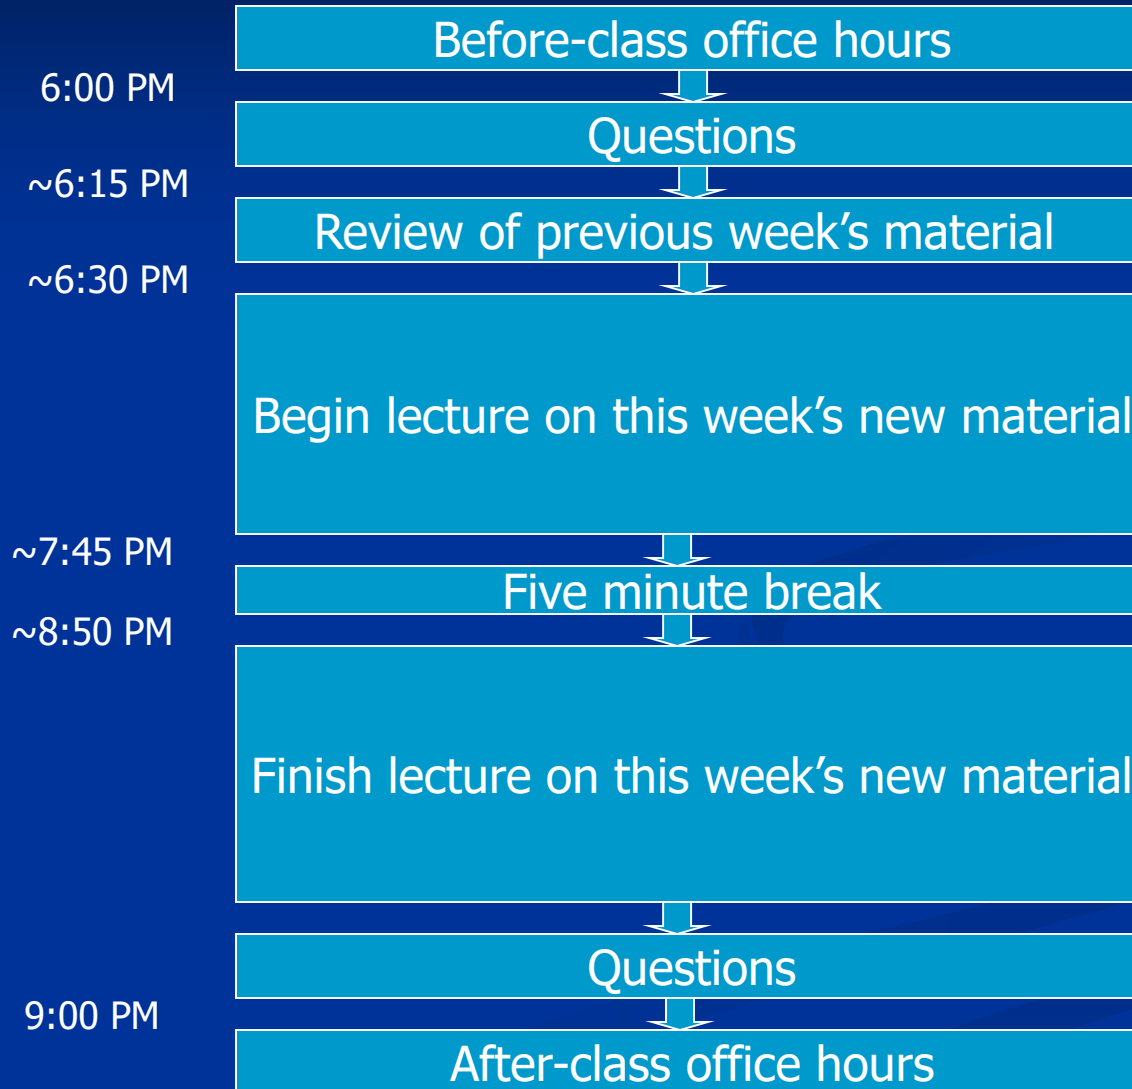 Before-class office hours
6:00 PM
Questions
~6:15 PM
Review of previous week’s material
~6:30 PM
Begin lecture on this week’s new material
~7:45 PM
Five minute break
~8:50 PM
Finish lecture on this week’s new material
Questions
9:00 PM
After-class office hours